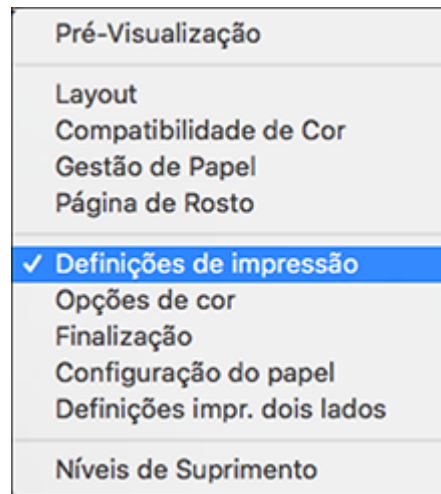 Pré-Visualização
Layout
Compatibilidade de Cor
Gestão de Papel
Página de Rosto
✓ Definições de impressão
Opções de cor
Finalização
Configuração do papel
Definições impr. dois lados
Níveis de Suprimento